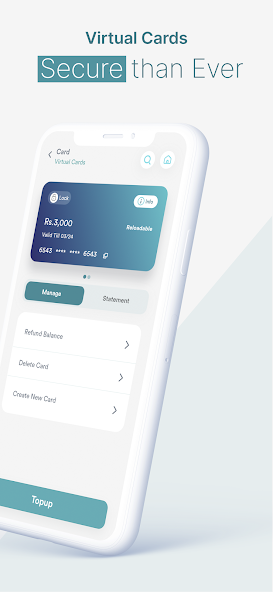 Virtual Cards
Secure than Ever
Card
Virtual Cards
Lock
Info
Rs.3,000
Reloadable
Valid Till 03/24
6543 **** **** 6543
Manage
Statement
Refund Balance
Delete Card
Create New Card
Topup